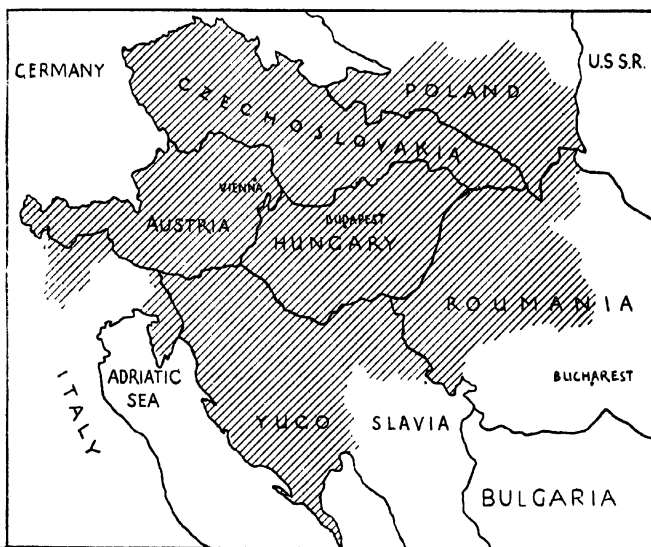 GERMANY
U.S.S.R.
POLAND
CZECHOSLOVAKIA
VIENNA
AUSTRIA
BUDAPEST
HUNGARY
ROUMANIA
ADRIATIC
SEA
BUCHAREST
ITALY
YUGO SLAVIA
BULGARIA